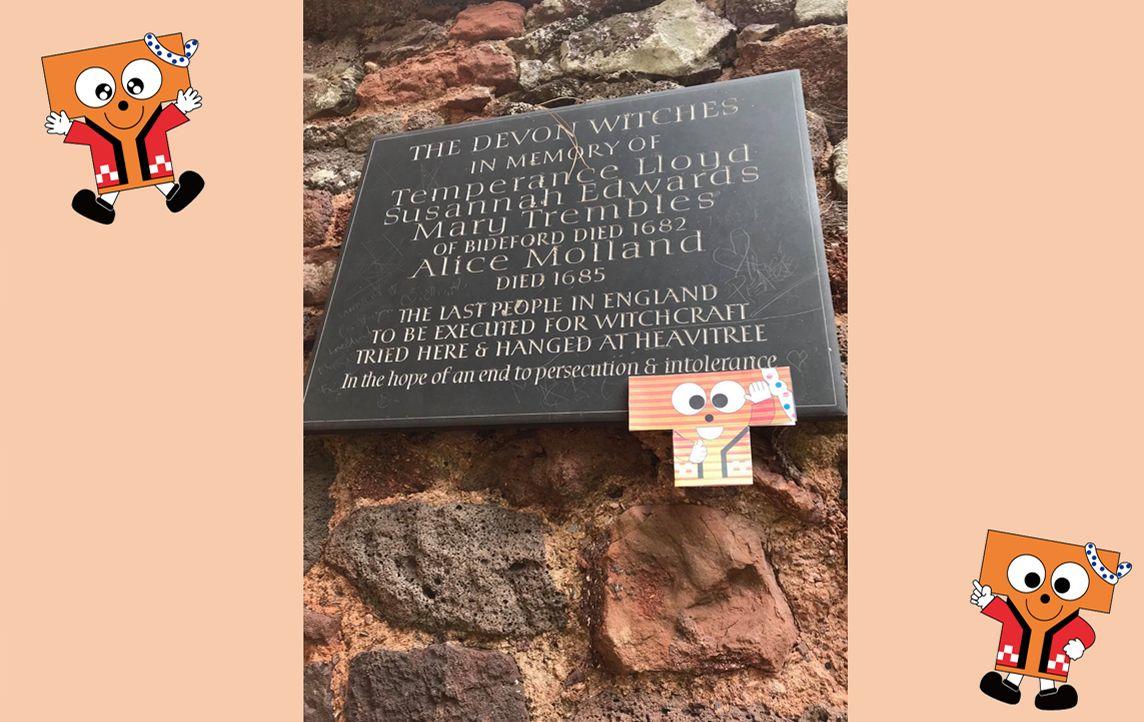 THE DEVON WITCHES
IN MEMORY OF
Temperance Lloyd
Susannah Edwards
Mary Trembles
OF BIDEFORD DIED 1682
Alice Molland
DIED 1685
THE LAST PEOPLE IN ENGLAND
TO BE EXECUTED FOR WITCHCRAFT
TRIED HERE & HANGED AT HEAVITREE
In the hope of an end to persecution & intolerance